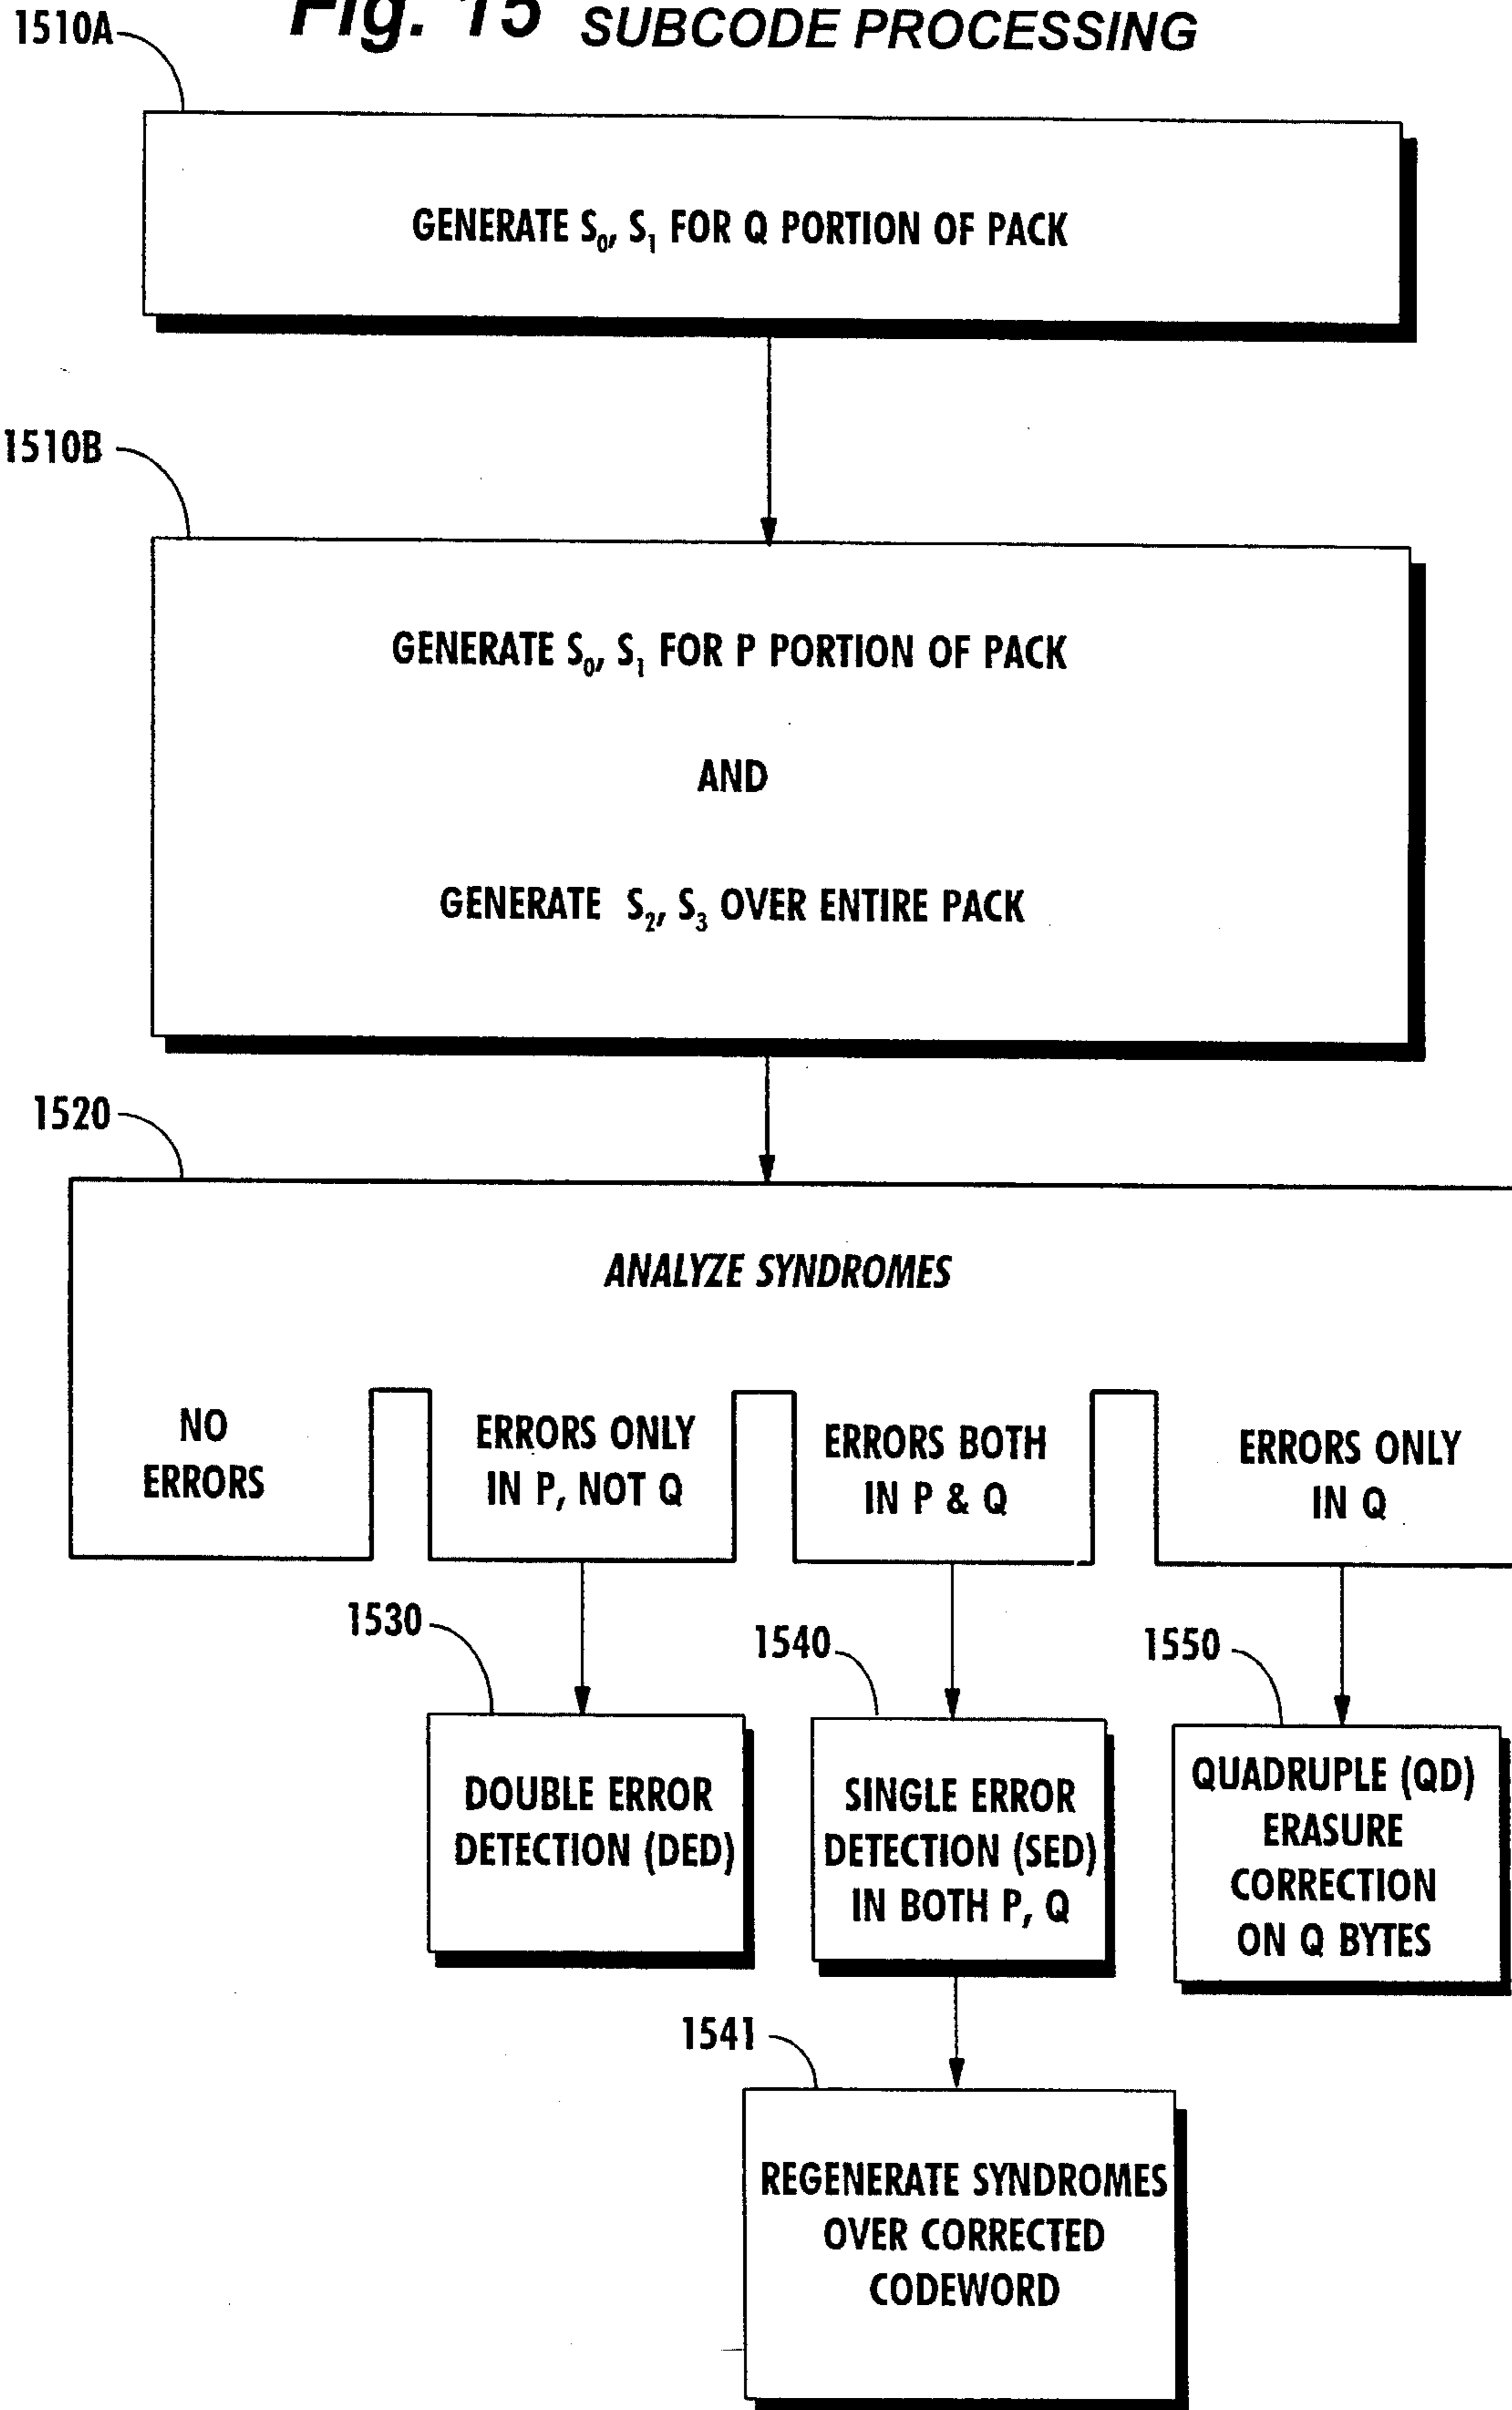 Fig. 15 SUBCODE PROCESSING
1510A
GENERATE S₀, S₁ FOR Q PORTION OF PACK
1510B
GENERATE S₀, S₁ FOR P PORTION OF PACK
AND
GENERATE S₂, S₃ OVER ENTIRE PACK
1520
ANALYZE SYNDROMES
NO
ERRORS
ERRORS ONLY
IN P, NOT Q
ERRORS BOTH
IN P & Q
ERRORS ONLY
IN Q
1530
DOUBLE ERROR
DETECTION (DED)
1540
SINGLE ERROR
DETECTION (SED)
IN BOTH P, Q
1550
QUADRUPLE (QD)
ERASURE
CORRECTION
ON Q BYTES
1541
REGENERATE SYNDROMES
OVER CORRECTED
CODEWORD